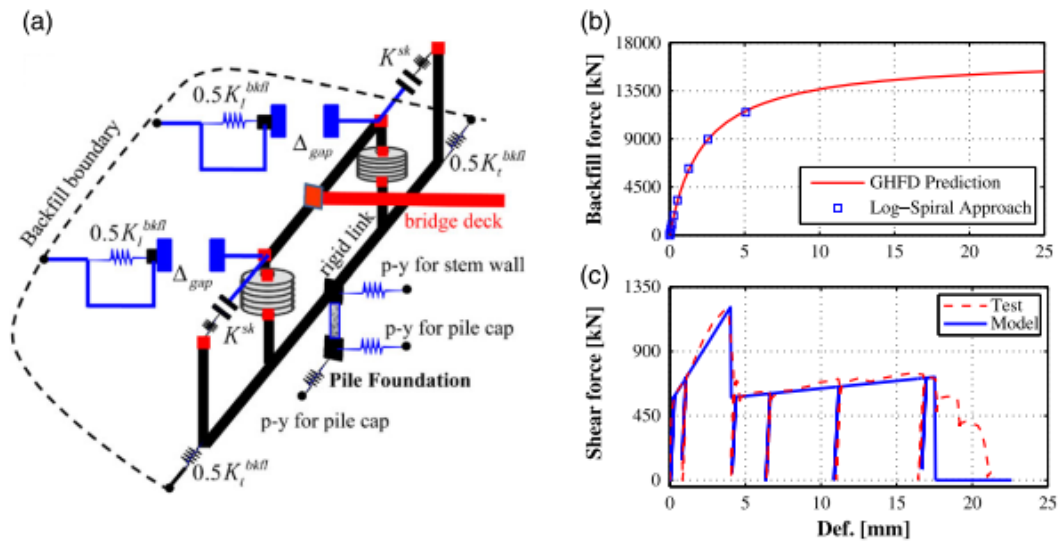 (a)
K^sk
0.5K_l^bkfl
Δ_gap
0.5K_t^bkfl
Backfill boundary
bridge deck
0.5K_l^bkfl
rigid link
Δ_gap
p-y for stem wall
K^sk
p-y for pile cap
Pile Foundation
p-y for pile cap
0.5K_t^bkfl
(b)
18000
13500
9000
4500
0
Backfill force [kN]
GHFD Prediction
Log−Spiral Approach
0 5 10 15 20 25
(c)
1350
900
450
0
Shear force [kN]
Test
Model
0 5 10 15 20 25
Def. [mm]